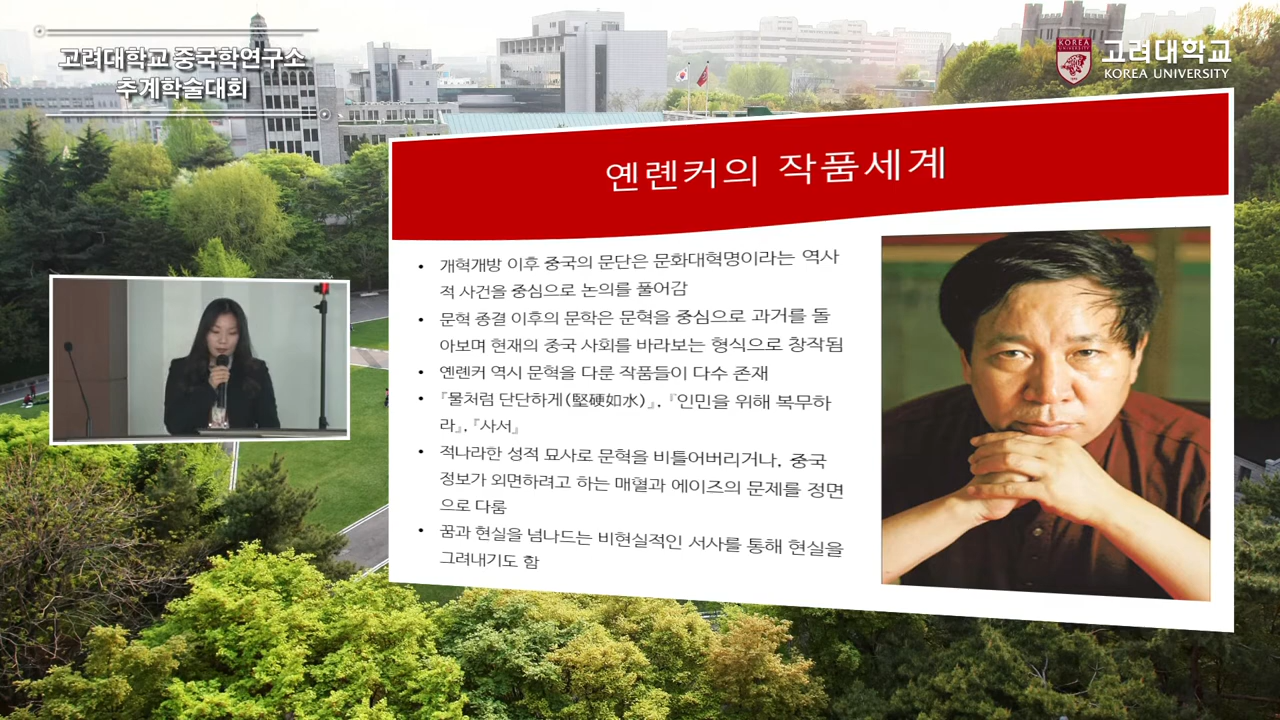 고려대학교 중국학연구소
추계학술대회
KOREA
UNIVERSITY
고려대학교
KOREA UNIVERSITY
옌롄커의 작품세계
• 개혁개방 이후 중국의 문단은 문화대혁명이라는 역사
적 사건을 중심으로 논의를 풀어감
• 문혁 종결 이후의 문학은 문혁을 중심으로 과거를 돌
아보며 현재의 중국 사회를 바라보는 형식으로 창작됨
• 옌롄커 역시 문혁을 다룬 작품들이 다수 존재
• 『물처럼 단단하게(堅硬如水)』, 『인민을 위해 복무하
라』, 『사서』
• 적나라한 성적 묘사로 문혁을 비틀어버리거나, 중국
정보가 외면하려고 하는 매혈과 에이즈의 문제를 정면
으로 다룸
• 꿈과 현실을 넘나드는 비현실적인 서사를 통해 현실을
그려내기도 함